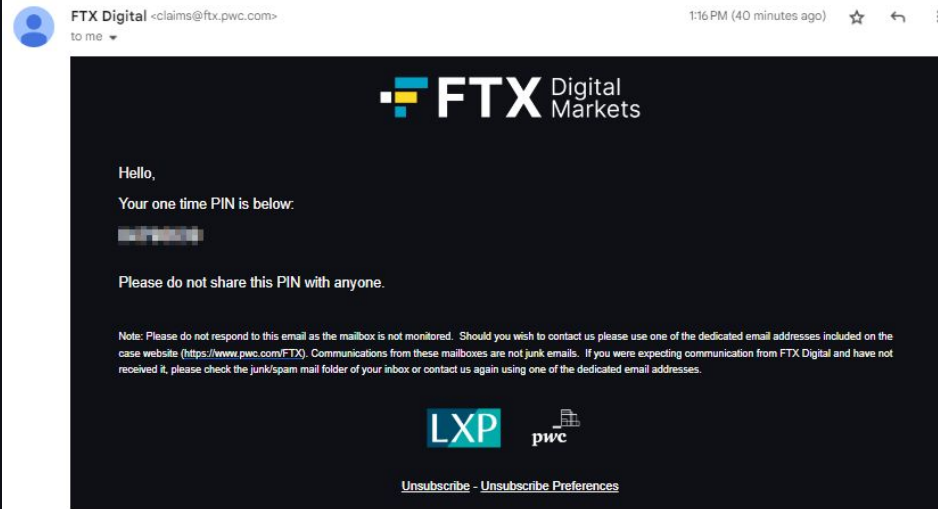 FTX Digital <claims@ftx.pwc.com>
1:16 PM (40 minutes ago)
to me
FTX Digital
Markets
Hello,
Your one time PIN is below:
Please do not share this PIN with anyone.
Note: Please do not respond to this email as the mailbox is not monitored. Should you wish to contact us please use one of the dedicated email addresses included on the
case website (https://www.pwc.com/FTX). Communications from these mailboxes are not junk emails. If you were expecting communication from FTX Digital and have not
received it, please check the junk/spam mail folder of your inbox or contact us again using one of the dedicated email addresses.
LXP
pwc
Unsubscribe - Unsubscribe Preferences